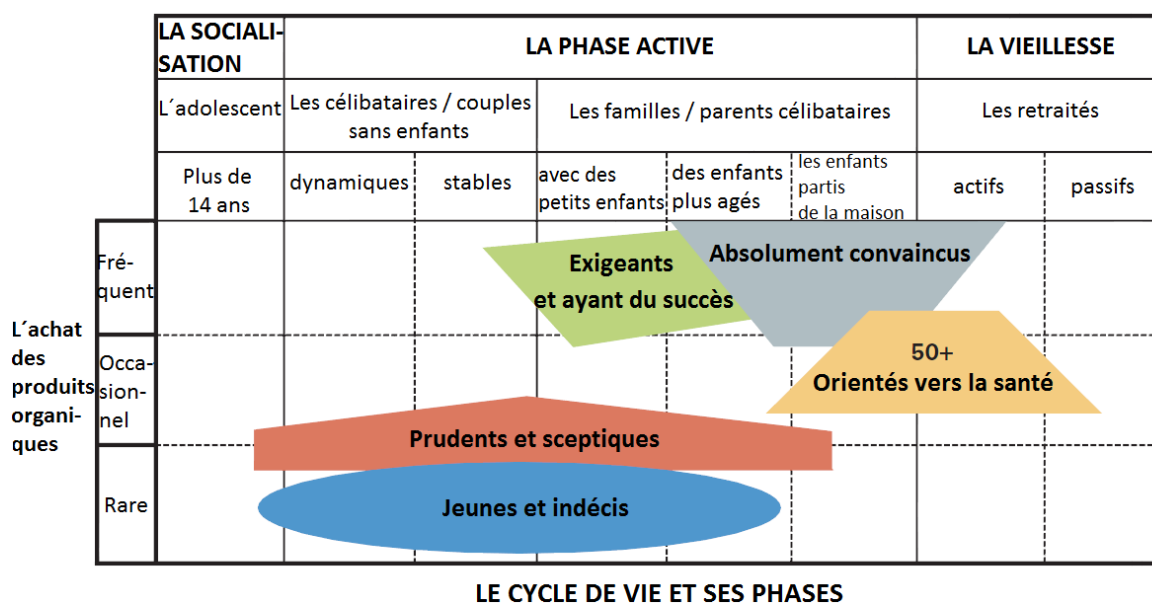 LA SOCIALI-
SATION
LA PHASE ACTIVE
LA VIEILLESSE
L´adolescent
Les célibataires / couples
sans enfants
Les familles / parents célibataires
Les retraités
Plus de
14 ans
dynamiques
stables
avec des
petits enfants
des enfants
plus agés
les enfants
partis
de la maison
actifs
passifs
L´achat
des
produits
organi-
ques
Fré-
quent
Occa-
sion-
nel
Rare
Exigeants
et ayant du succès
Absolument convaincus
50+
Orientés vers la santé
Prudents et sceptiques
Jeunes et indécis
LE CYCLE DE VIE ET SES PHASES